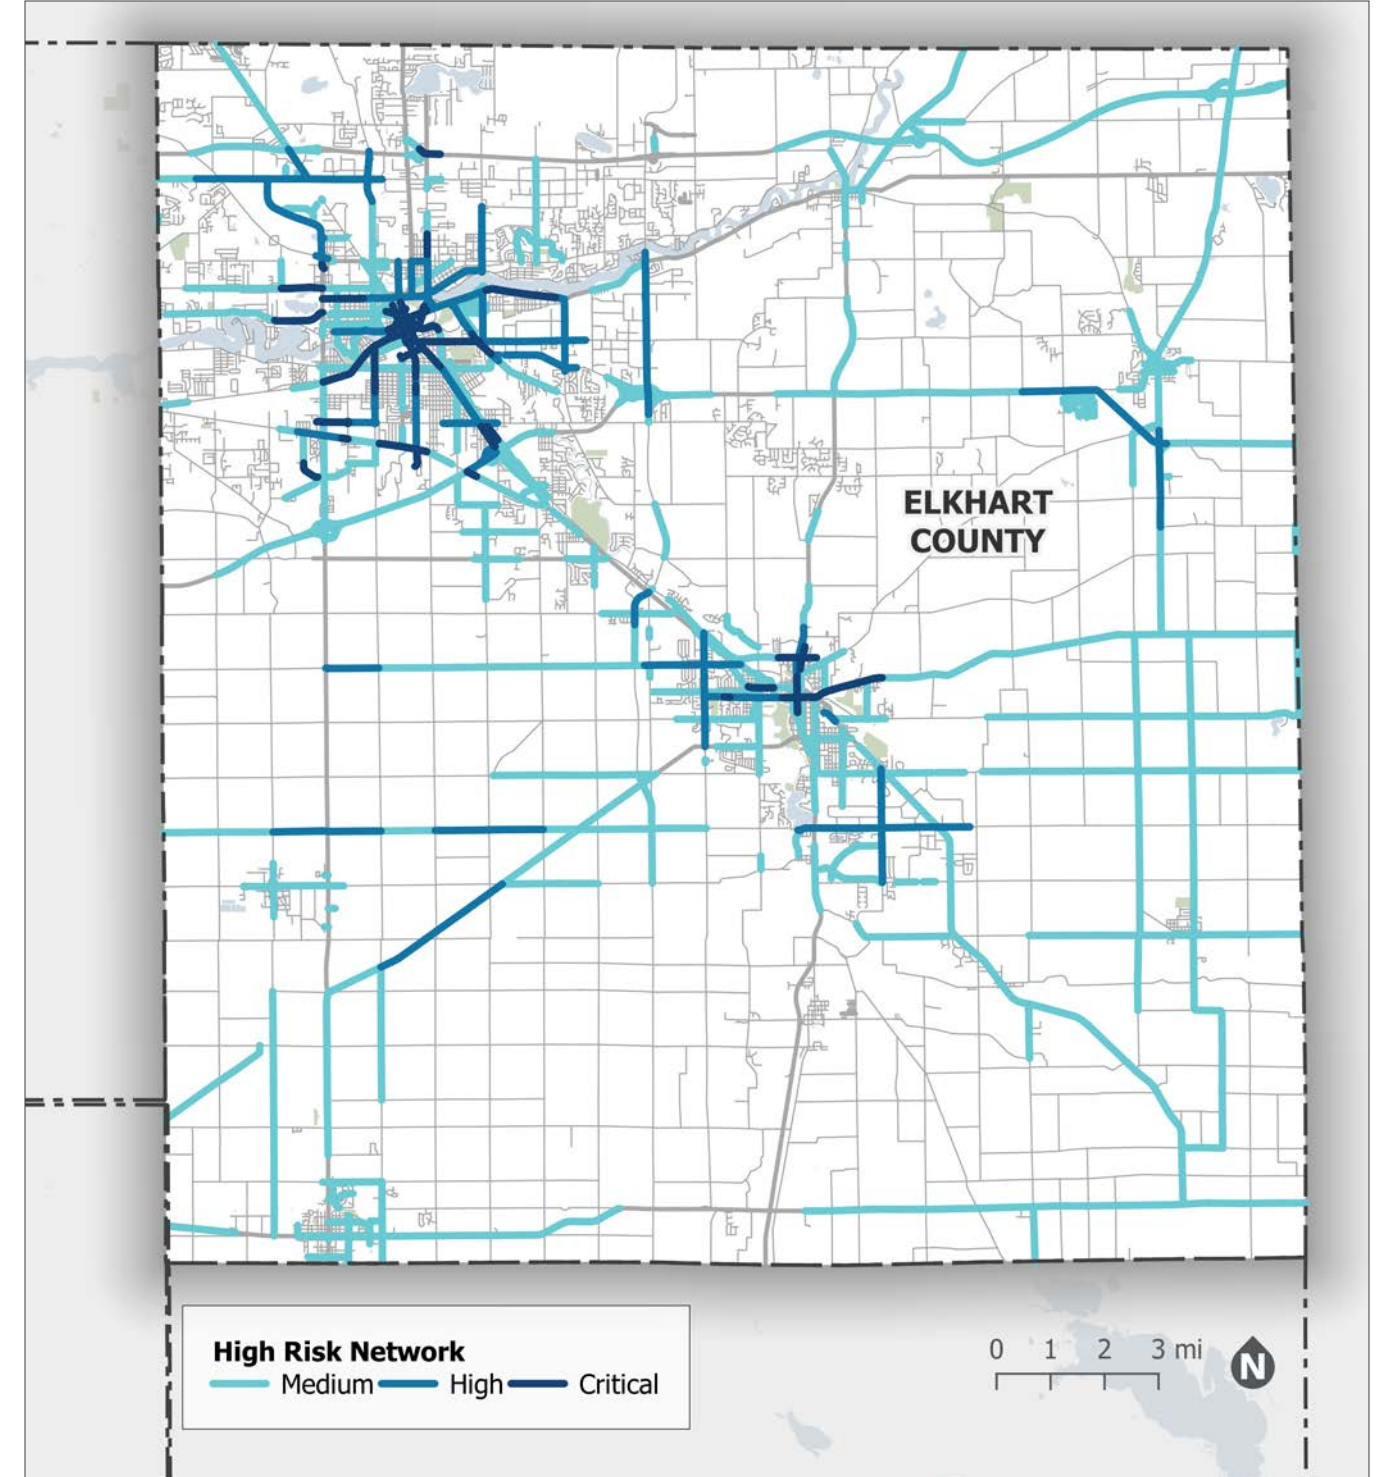 ELKHART
COUNTY
High Risk Network
Medium High Critical
0 1 2 3 mi
N